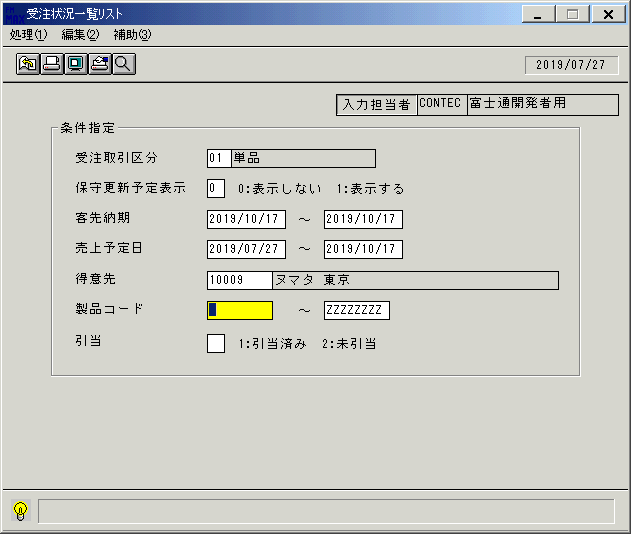 受注状況一覧リスト
処理(1) 編集(2) 補助(3)
2019/07/27
入力担当者 CONTEC 富士通開発者用
条件指定
受注取引区分 01 単品
保守更新予定表示 0 0:表示しない 1:表示する
客先納期 2019/10/17 ～ 2019/10/17
売上予定日 2019/07/27 ～ 2019/10/17
得意先 10009 ヌマタ 東京
製品コード ～ ZZZZZZZZ
引当 1:引当済み 2:未引当